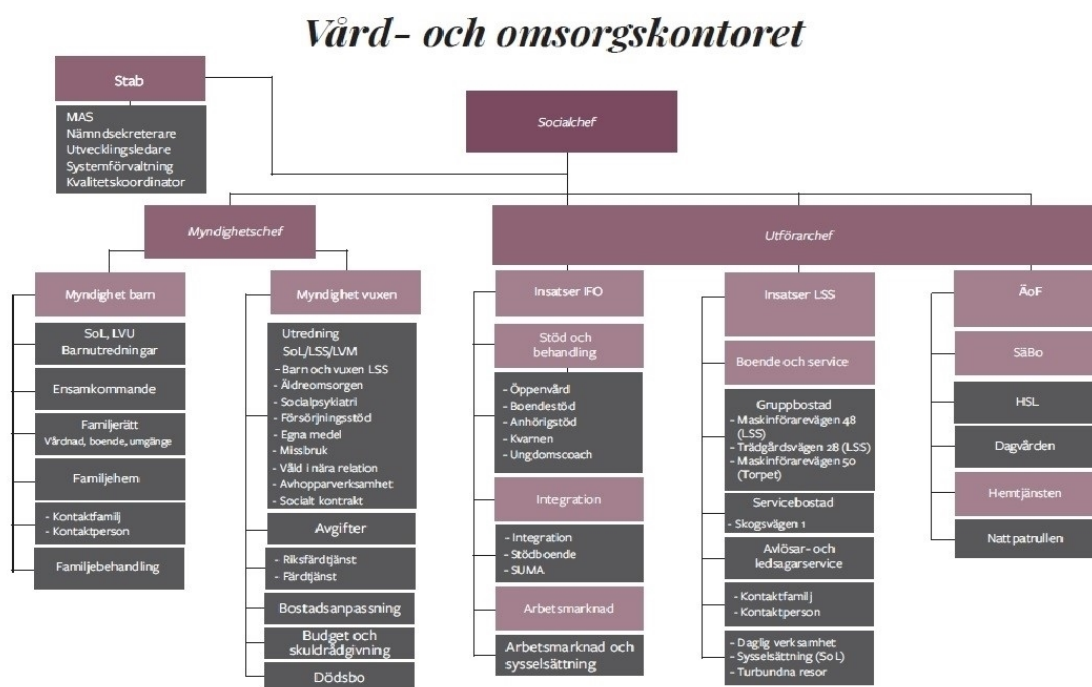 Vård- och omsorgskontoret
Stab
MAS
Nämndsekreterare
Utvecklingsledare
Systemförvaltning
Kvalitetskoordinator
Socialchef
Myndighetschef
Utförarchef
Myndighet barn
SoL, LVU
Barnutredningar
Ensamkommande
Familjerätt
Vårdnad, boende, umgänge
Familjehem
- Kontaktfamilj
- Kontaktperson
Familjebehandling
Myndighet vuxen
Utredning
SoL/LSS/LVM
- Barn och vuxen LSS
- Äldreomsorgen
- Socialpsykiatri
- Försörjningsstöd
- Egna medel
- Missbruk
- Våld i nära relation
- Avhopparverksamhet
- Socialt kontrakt
Avgifter
- Riksfärdtjänst
- Färdtjänst
Bostadsanpassning
Budget och
skuldrådgivning
Dödsbo
Insatser IFO
Stöd och
behandling
- Öppenvård
- Boendestöd
- Anhörigstöd
- Kvarnen
- Ungdomscoach
Integration
- Integration
- Stödboende
- SUMA
Arbetsmarknad
Arbetsmarknad och
sysselsättning
Insatser LSS
Boende och service
Gruppbostad
- Maskinförarevägen 48
(LSS)
- Trädgårdsvägen 28 (LSS)
- Maskinförarevägen 50
(Torpet)
Servicebostad
- Skogsvägen 1
Avlösar- och
ledsagarservice
- Kontaktfamilj
- Kontaktperson
- Daglig verksamhet
- Sysselsättning (SoL)
- Turbundna resor
ÄoF
SäBo
HSL
Dagvården
Hemtjänsten
Nattpatrullen